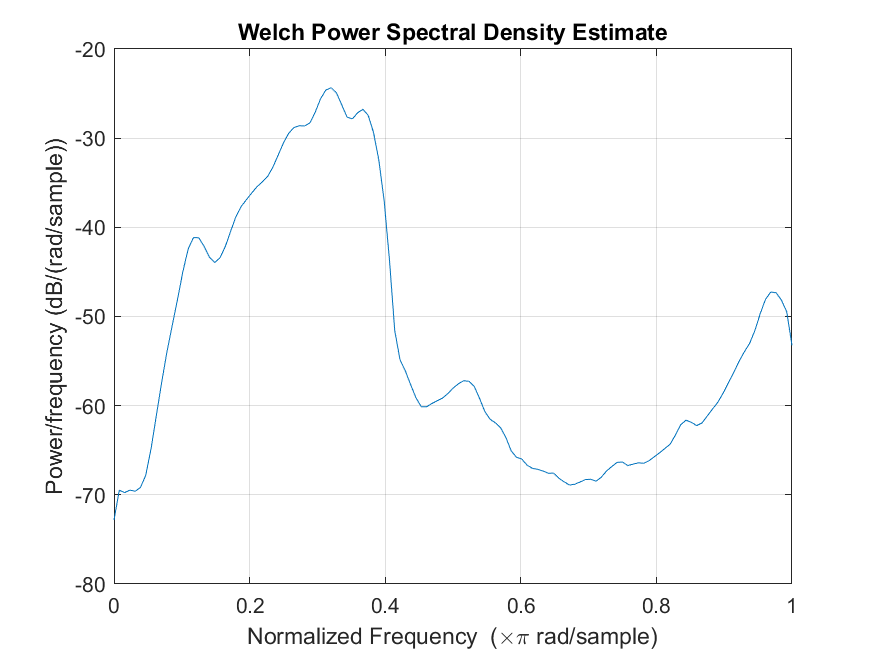 Welch Power Spectral Density Estimate
-20
-30
-40
-50
-60
-70
-80
Power/frequency (dB/(rad/sample))
0 0.2 0.4 0.6 0.8 1
Normalized Frequency (×π rad/sample)